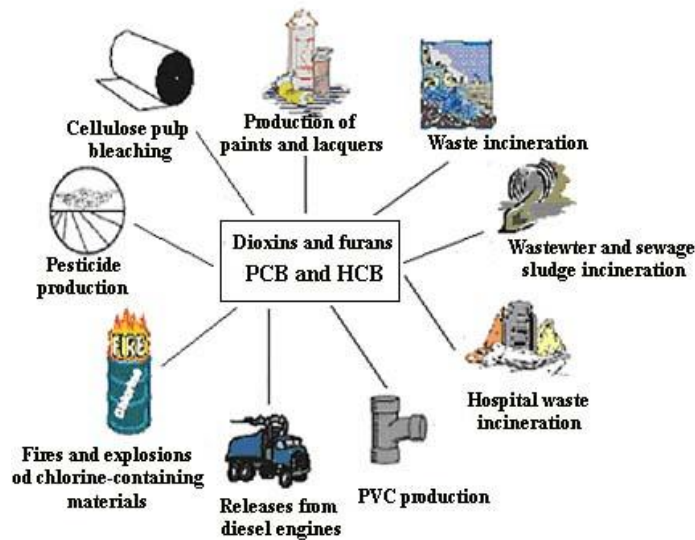 Cellulose pulp
bleaching
Production of
paints and lacquers
Waste incineration
Dioxins and furans
PCB and HCB
Wastewter and sewage
sludge incineration
Pesticide
production
FIRE
Chlorine
Hospital waste
incineration
Fires and explosions
od chlorine-containing
materials
Releases from
diesel engines
PVC production